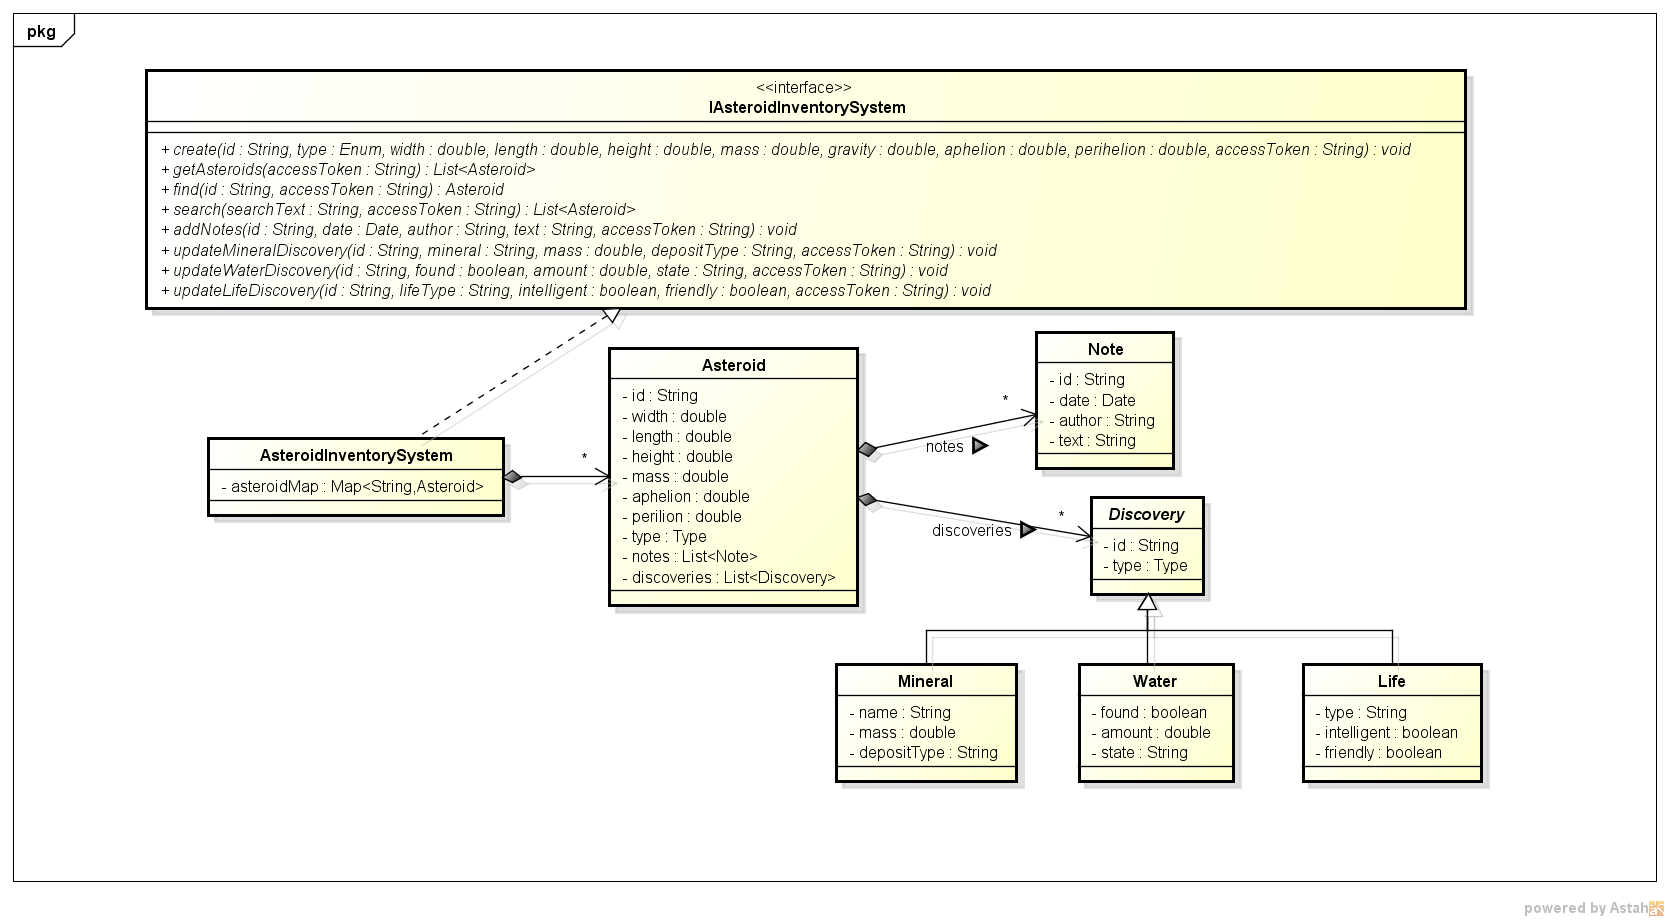 pkg
<<interface>>
IAsteroidInventorySystem
+ create(id : String, type : Enum, width : double, length : double, height : double, mass : double, gravity : double, aphelion : double, perihelion : double, accessToken : String) : void
+ getAsteroids(accessToken : String) : List<Asteroid>
+ find(id : String, accessToken : String) : Asteroid
+ search(searchText : String, accessToken : String) : List<Asteroid>
+ addNotes(id : String, date : Date, author : String, text : String, accessToken : String) : void
+ updateMineralDiscovery(id : String, mineral : String, mass : double, depositType : String, accessToken : String) : void
+ updateWaterDiscovery(id : String, found : boolean, amount : double, state : String, accessToken : String) : void
+ updateLifeDiscovery(id : String, lifeType : String, intelligent : boolean, friendly : boolean, accessToken : String) : void
AsteroidInventorySystem
- asteroidMap : Map<String,Asteroid>
*
Asteroid
- id : String
- width : double
- length : double
- height : double
- mass : double
- aphelion : double
- perilion : double
- type : Type
- notes : List<Note>
- discoveries : List<Discovery>
*
notes
Note
- id : String
- date : Date
- author : String
- text : String
*
discoveries
Discovery
- id : String
- type : Type
Mineral
- name : String
- mass : double
- depositType : String
Water
- found : boolean
- amount : double
- state : String
Life
- type : String
- intelligent : boolean
- friendly : boolean
powered by Astah